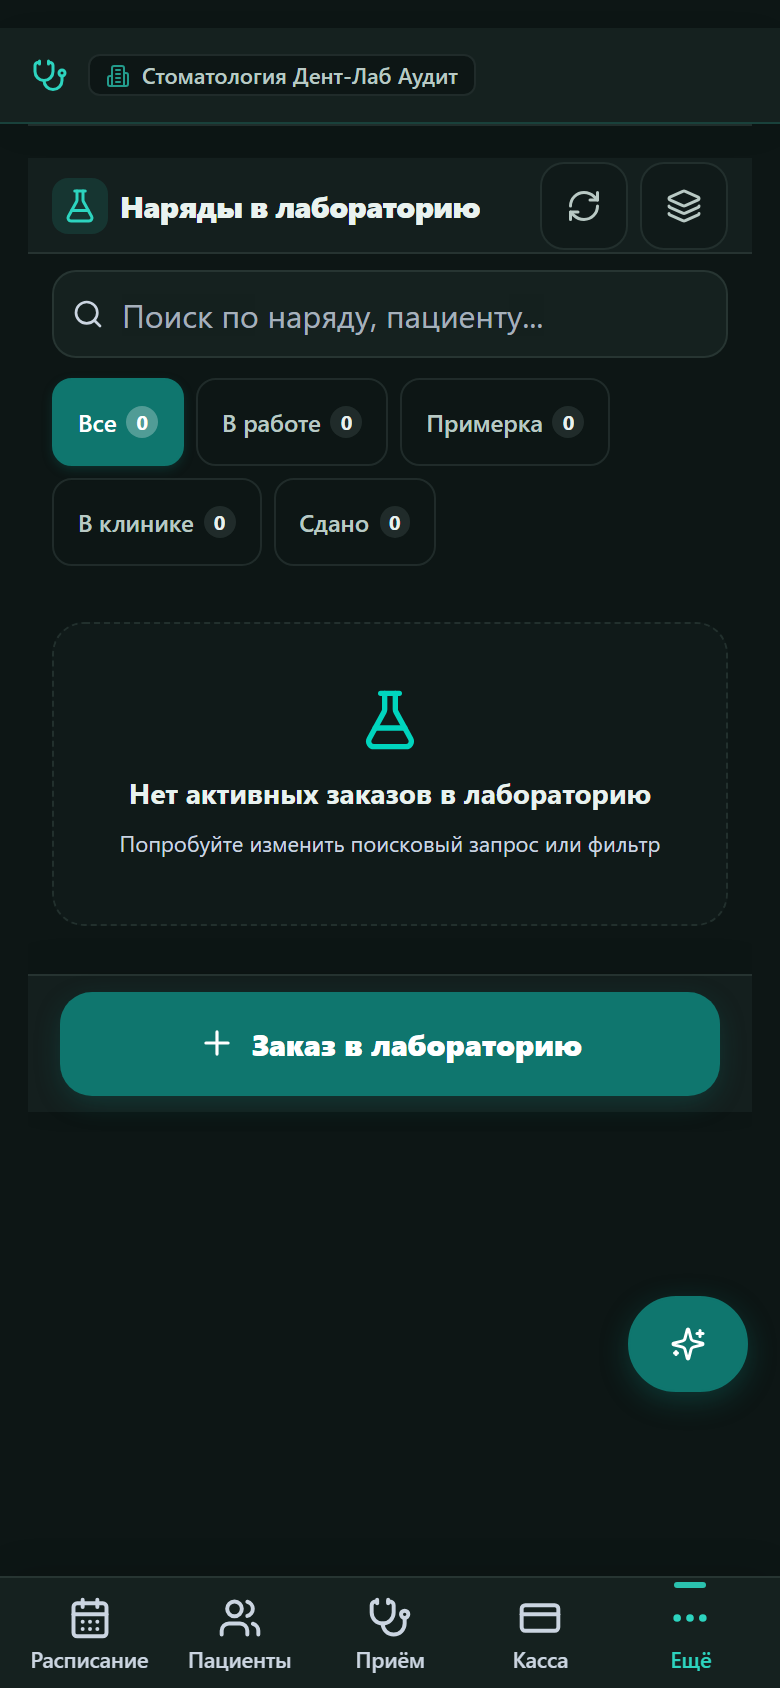 Стоматология Дент-Лаб Аудит
Наряды в лабораторию
Поиск по наряду, пациенту...
Все 0
В работе 0
Примерка 0
В клинике 0
Сдано 0
Нет активных заказов в лабораторию
Попробуйте изменить поисковый запрос или фильтр
Заказ в лабораторию
Расписание
Пациенты
Приём
Касса
Ещё